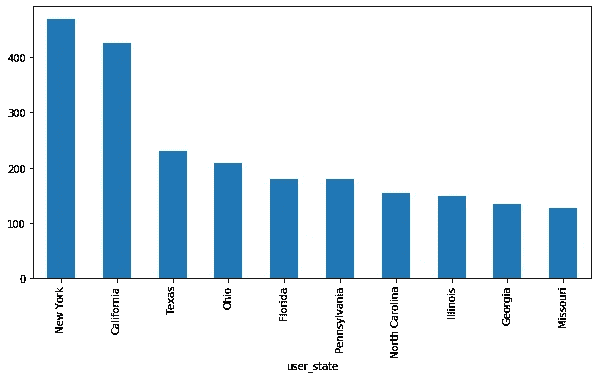 400
300
200
100
0
New York
California
Texas
Ohio
Florida
Pennsylvania
North Carolina
Illinois
Georgia
Missouri
user_state